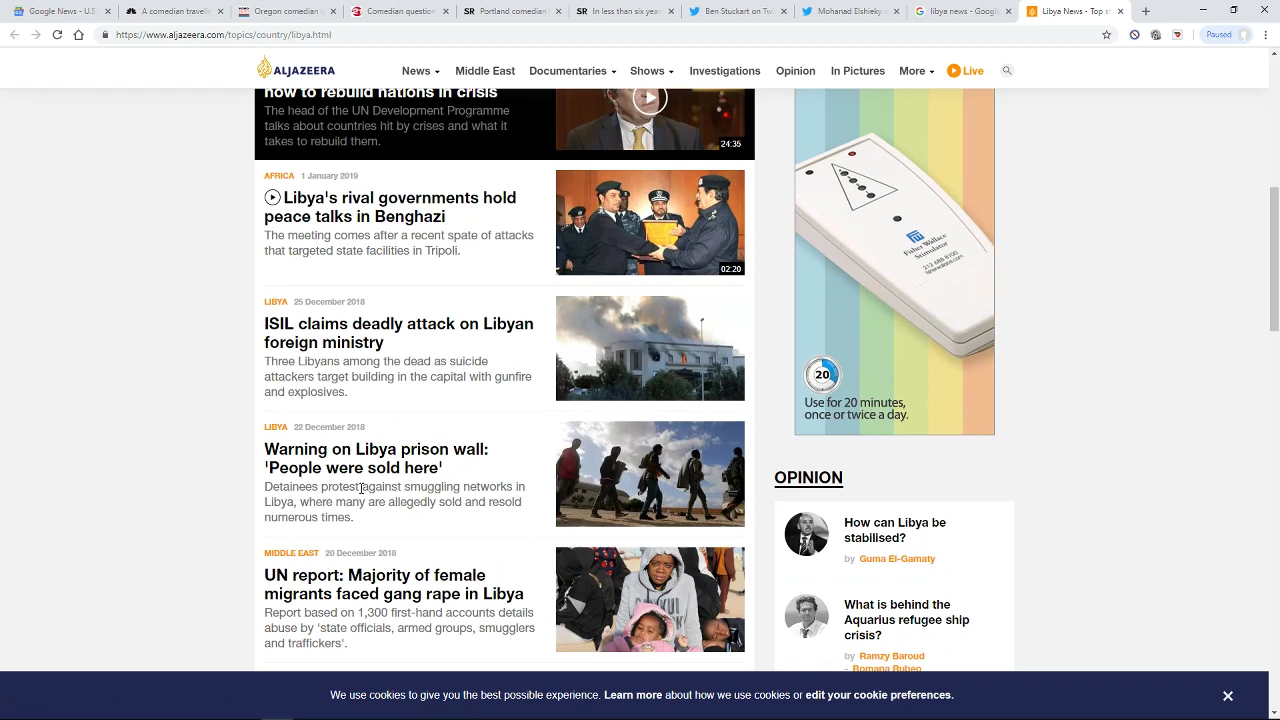 Google News - U.S.
A comedian travelin
Oregon comedian -
Comedian question
Portland comedian
In less than six year
Ben Stuckart on Twi
Mohanad Elshieky a
libya news - Google
Libya News - Top s
https://www.aljazeera.com/topics/country/libya.html
Paused
ALJAZEERA
News
Middle East
Documentaries
Shows
Investigations
Opinion
In Pictures
More
Live
how to rebuild nations in crisis
The head of the UN Development Programme
talks about countries hit by crises and what it
takes to rebuild them.
24:35
AFRICA 1 January 2019
Libya's rival governments hold
peace talks in Benghazi
The meeting comes after a recent spate of attacks
that targeted state facilities in Tripoli.
02:20
LIBYA 25 December 2018
ISIL claims deadly attack on Libyan
foreign ministry
Three Libyans among the dead as suicide
attackers target building in the capital with gunfire
and explosives.
LIBYA 22 December 2018
Warning on Libya prison wall:
'People were sold here'
Detainees protest against smuggling networks in
Libya, where many are allegedly sold and resold
numerous times.
MIDDLE EAST 20 December 2018
UN report: Majority of female
migrants faced gang rape in Libya
Report based on 1,300 first-hand accounts details
abuse by 'state officials, armed groups, smugglers
and traffickers'.
Fisher Wallace
Stimulator
20
Use for 20 minutes,
once or twice a day.
OPINION
How can Libya be
stabilised?
by Guma El-Gamaty
What is behind the
Aquarius refugee ship
crisis?
by Ramzy Baroud
- Romana Rubeo
We use cookies to give you the best possible experience. Learn more about how we use cookies or edit your cookie preferences.